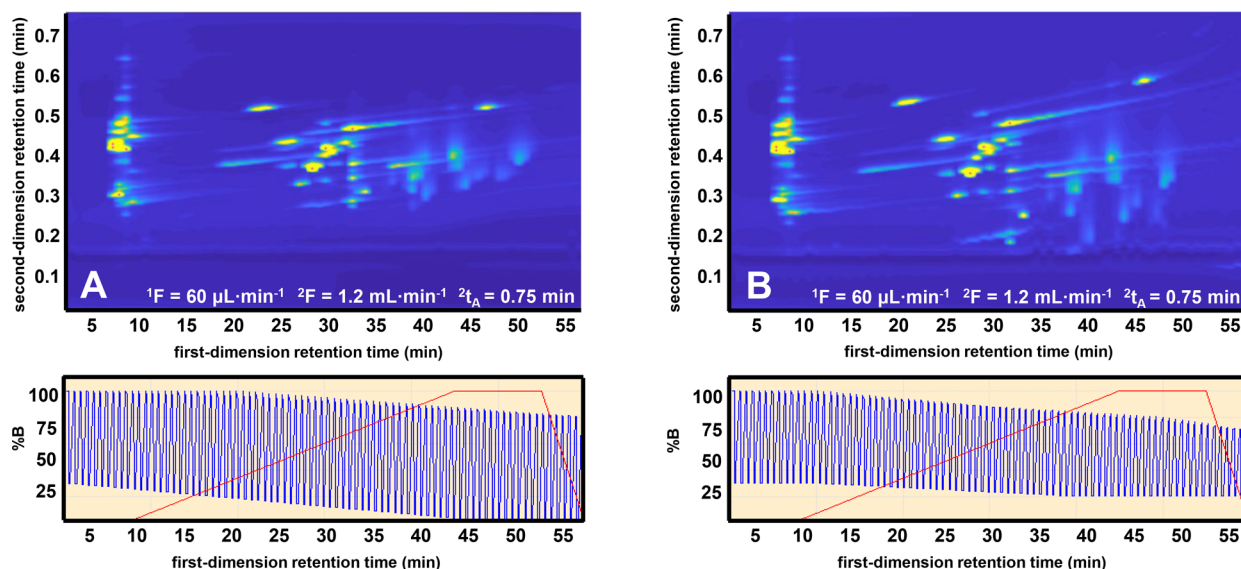 second-dimension retention time (min)
0.7
0.6
0.5
0.4
0.3
0.2
0.1
A
¹F = 60 µL·min⁻¹ ²F = 1.2 mL·min⁻¹ ²t_A = 0.75 min
5 10 15 20 25 30 35 40 45 50 55
first-dimension retention time (min)
second-dimension retention time (min)
0.7
0.6
0.5
0.4
0.3
0.2
0.1
B
¹F = 60 µL·min⁻¹ ²F = 1.2 mL·min⁻¹ ²t_A = 0.75 min
5 10 15 20 25 30 35 40 45 50 55
first-dimension retention time (min)
%B
100
75
50
25
5 10 15 20 25 30 35 40 45 50 55
first-dimension retention time (min)
%B
100
75
50
25
5 10 15 20 25 30 35 40 45 50 55
first-dimension retention time (min)